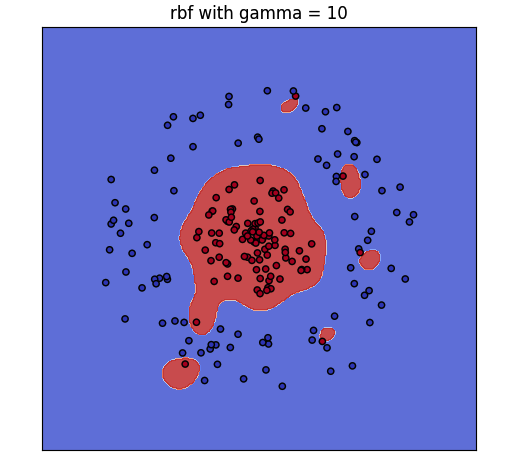 rbf with gamma = 10